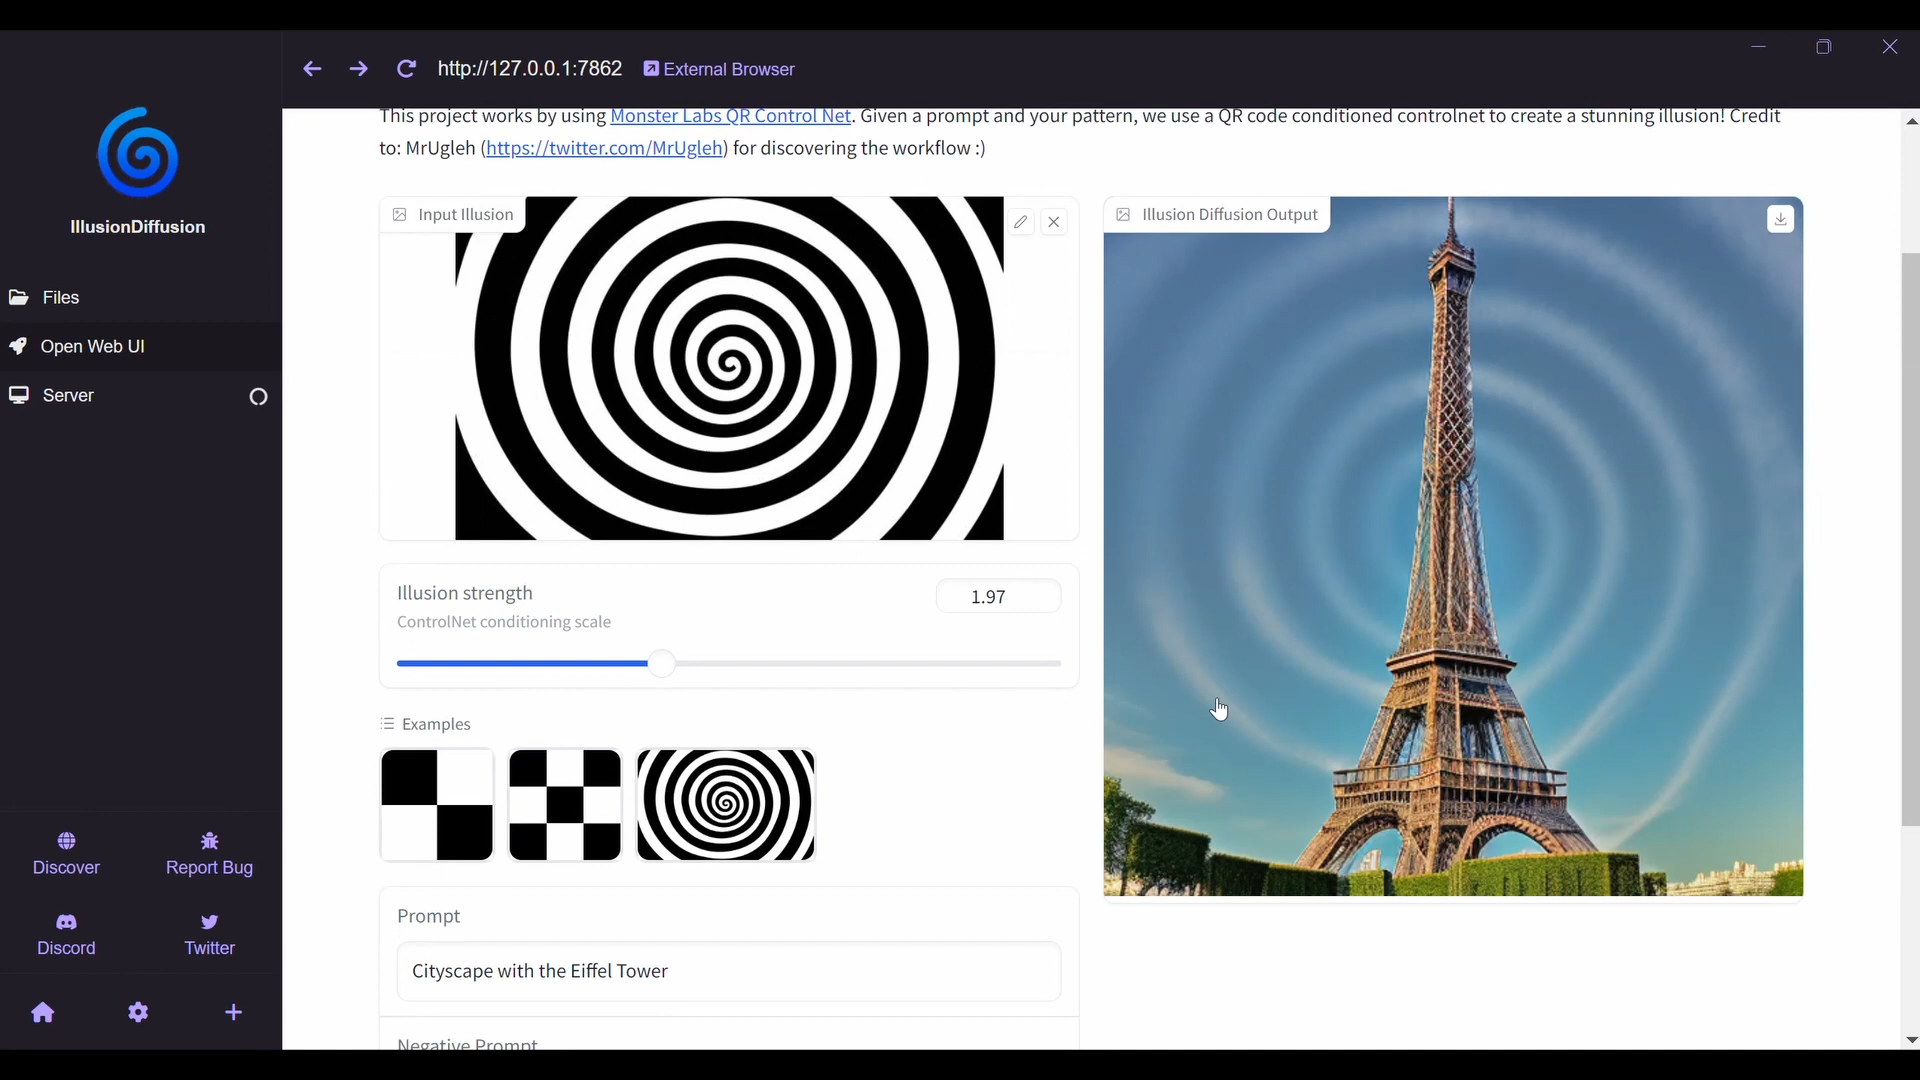 http://127.0.0.1:7862 External Browser
IllusionDiffusion
Files
Open Web UI
Server
Discover
Report Bug
Discord
Twitter
This project works by using Monster Labs QR Control Net. Given a prompt and your pattern, we use a QR code conditioned controlnet to create a stunning illusion! Credit
to: MrUgleh (https://twitter.com/MrUgleh) for discovering the workflow :)
Input Illusion
Illusion strength
1.97
ControlNet conditioning scale
Examples
Prompt
Cityscape with the Eiffel Tower
Negative Prompt
Illusion Diffusion Output